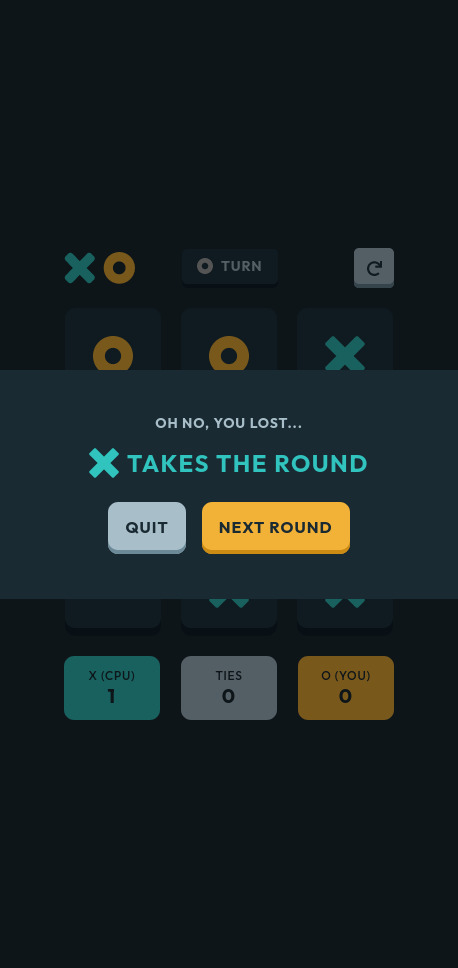 TURN
OH NO, YOU LOST...
TAKES THE ROUND
QUIT
NEXT ROUND
X (CPU)
TIES
O (YOU)
1
0
0